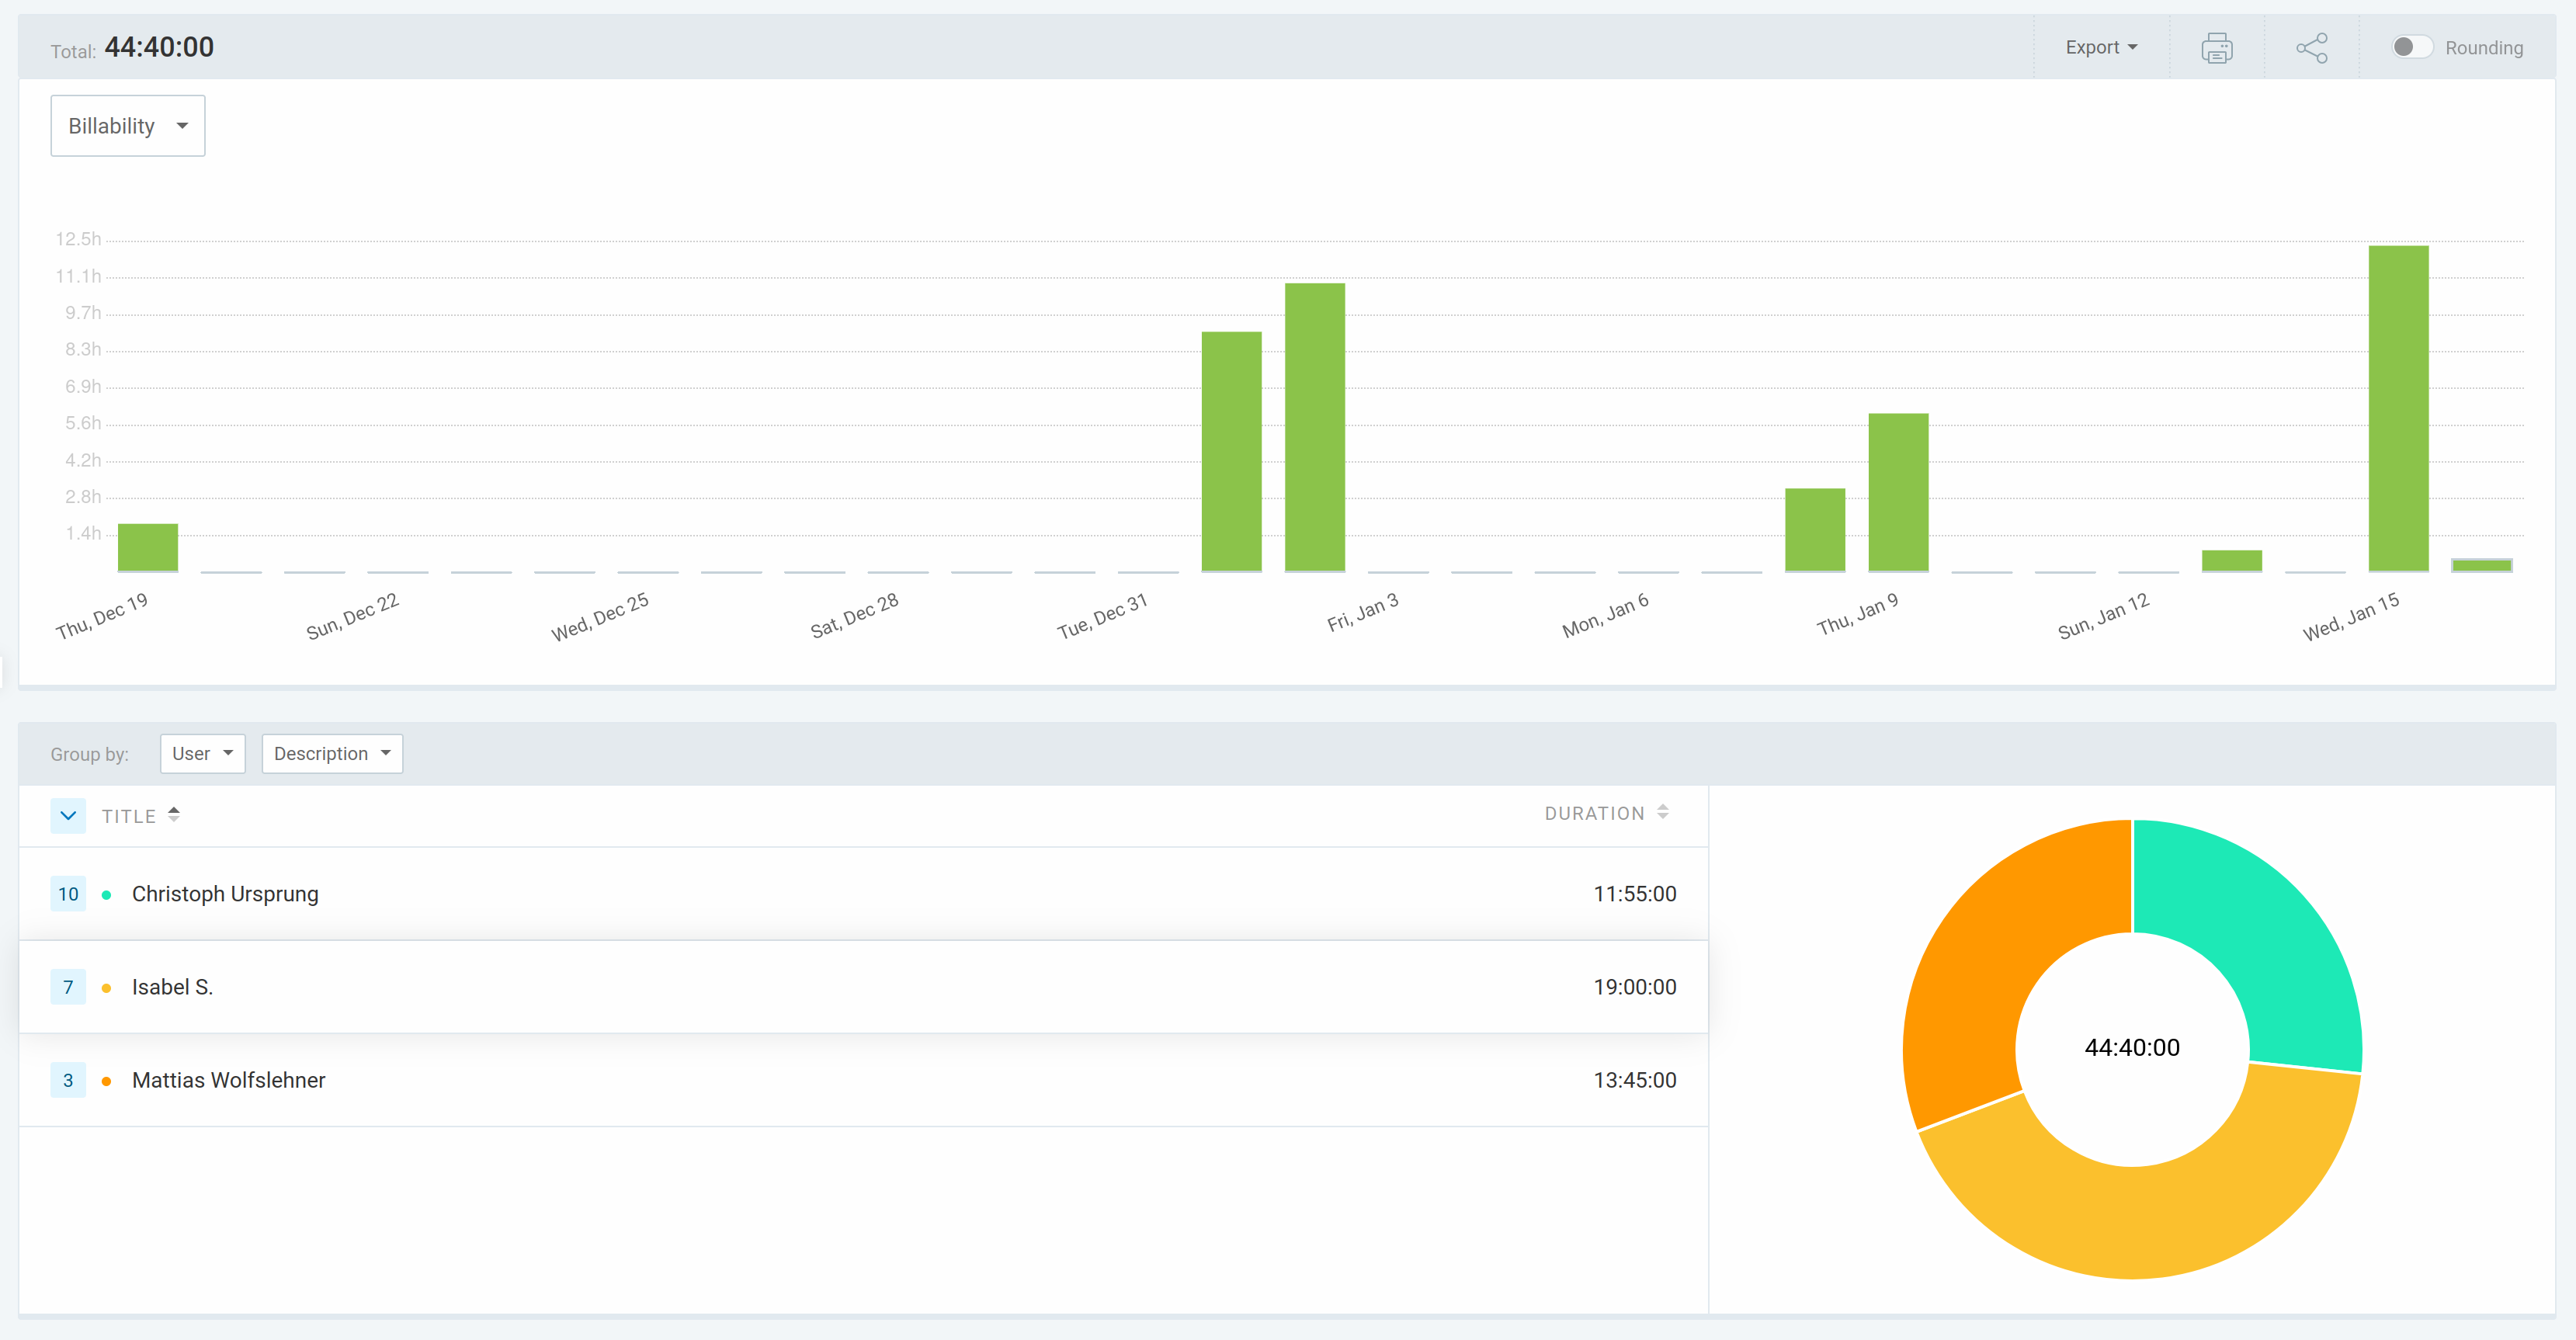 Total: 44:40:00 Export Rounding
Billability
12.5h
11.1h
9.7h
8.3h
6.9h
5.6h
4.2h
2.8h
1.4h
Thu, Dec 19 Sun, Dec 22 Wed, Dec 25 Sat, Dec 28 Tue, Dec 31 Fri, Jan 3 Mon, Jan 6 Thu, Jan 9 Sun, Jan 12 Wed, Jan 15
Group by: User Description
TITLE DURATION
10 Christoph Ursprung 11:55:00
7 Isabel S. 19:00:00
3 Mattias Wolfslehner 13:45:00
44:40:00